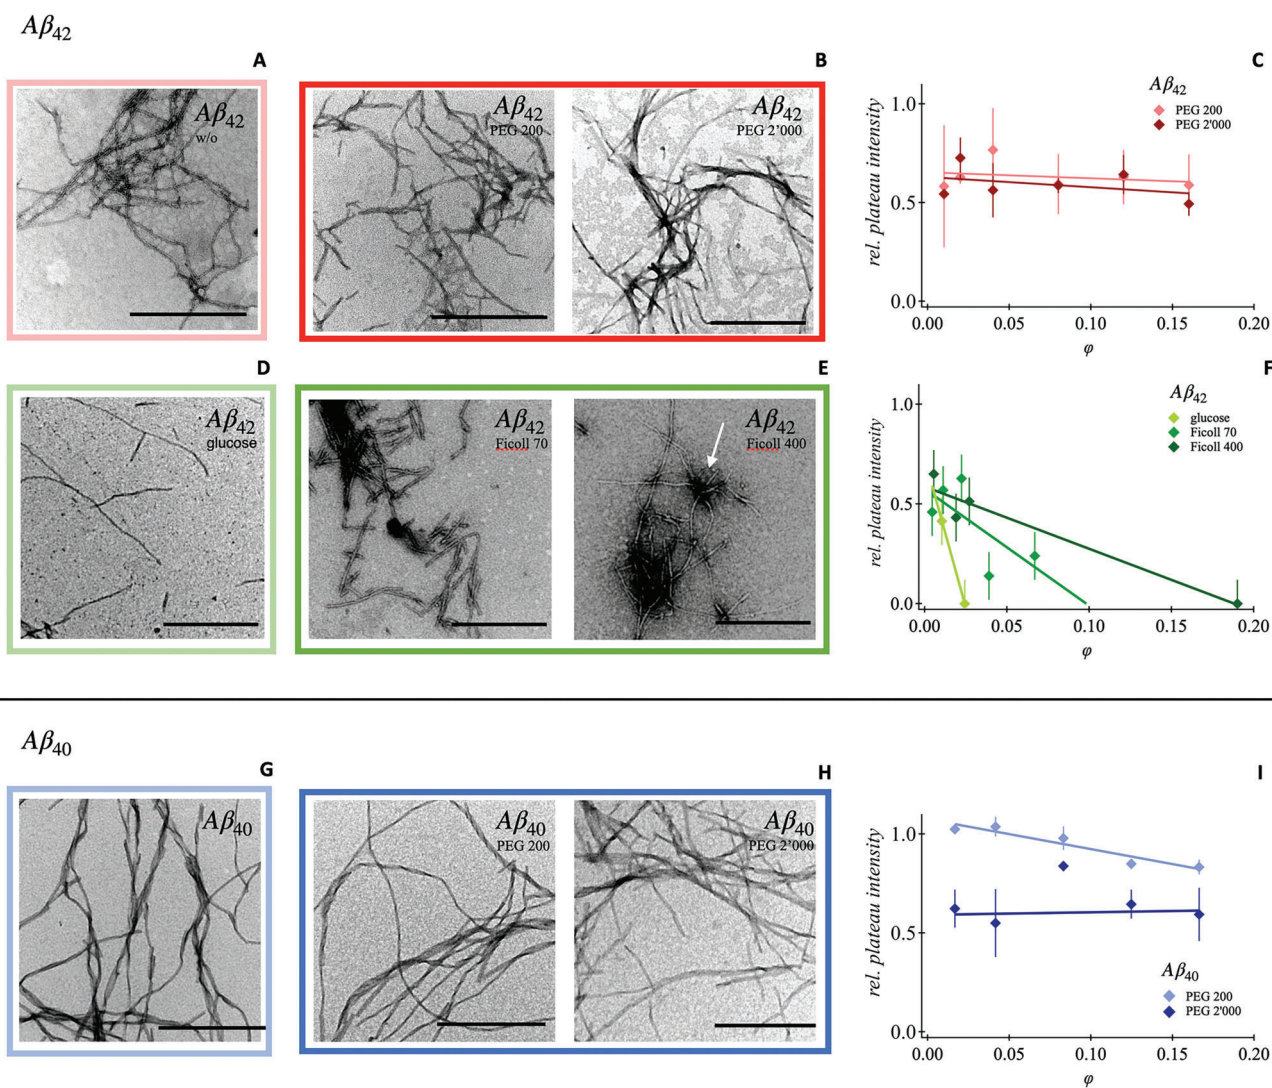 Aβ42
A
B
C
Aβ42
w/o
Aβ42
PEG 200
Aβ42
PEG 2'000
Aβ42
PEG 200
PEG 2'000
rel. plateau intensity
1.0
0.5
0.0
0.00 0.05 0.10 0.15 0.20
φ
D
E
F
Aβ42
glucose
Aβ42
Ficoll 70
Aβ42
Ficoll 400
Aβ42
glucose
Ficoll 70
Ficoll 400
rel. plateau intensity
1.0
0.5
0.0
0.00 0.05 0.10 0.15 0.20
φ
Aβ40
G
H
I
Aβ40
Aβ40
PEG 200
Aβ40
PEG 2'000
rel. plateau intensity
1.0
0.5
0.0
Aβ40
PEG 200
PEG 2'000
0.00 0.05 0.10 0.15 0.20
φ